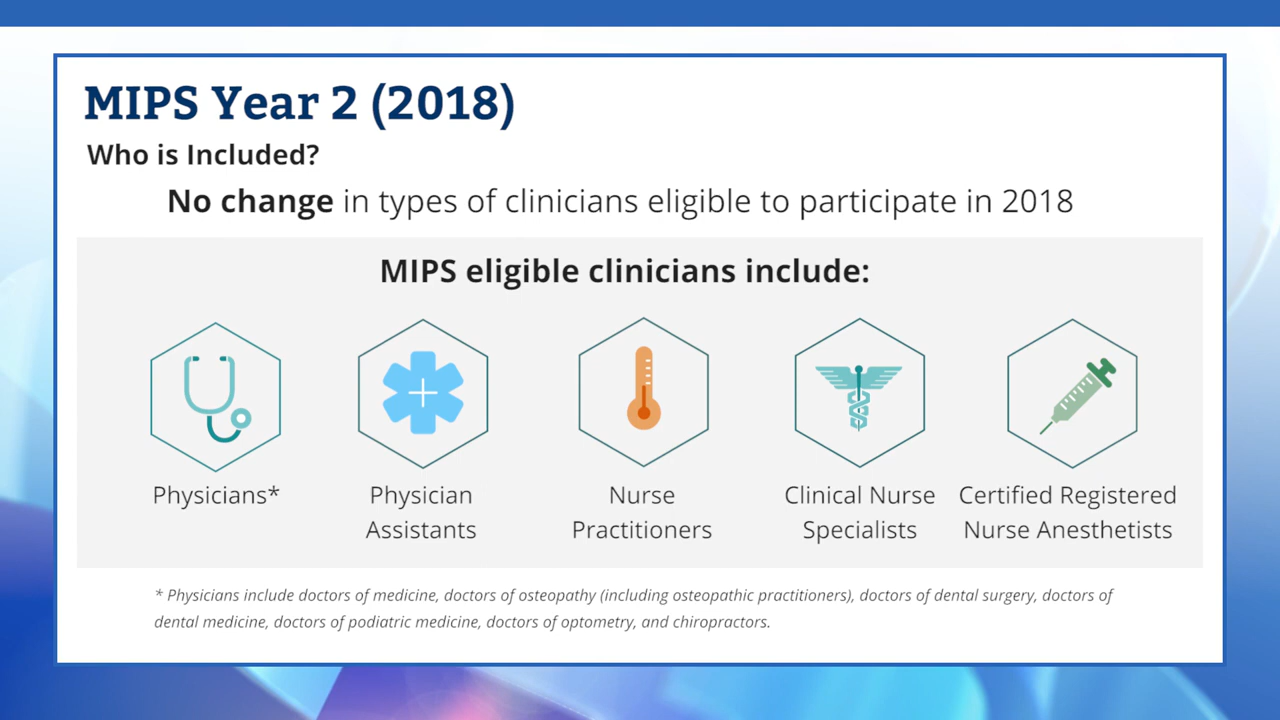 MIPS Year 2 (2018)
Who is Included?
No change in types of clinicians eligible to participate in 2018
MIPS eligible clinicians include:
Physicians*
Physician
Assistants
Nurse
Practitioners
Clinical Nurse
Specialists
Certified Registered
Nurse Anesthetists
* Physicians include doctors of medicine, doctors of osteopathy (including osteopathic practitioners), doctors of dental surgery, doctors of
dental medicine, doctors of podiatric medicine, doctors of optometry, and chiropractors.